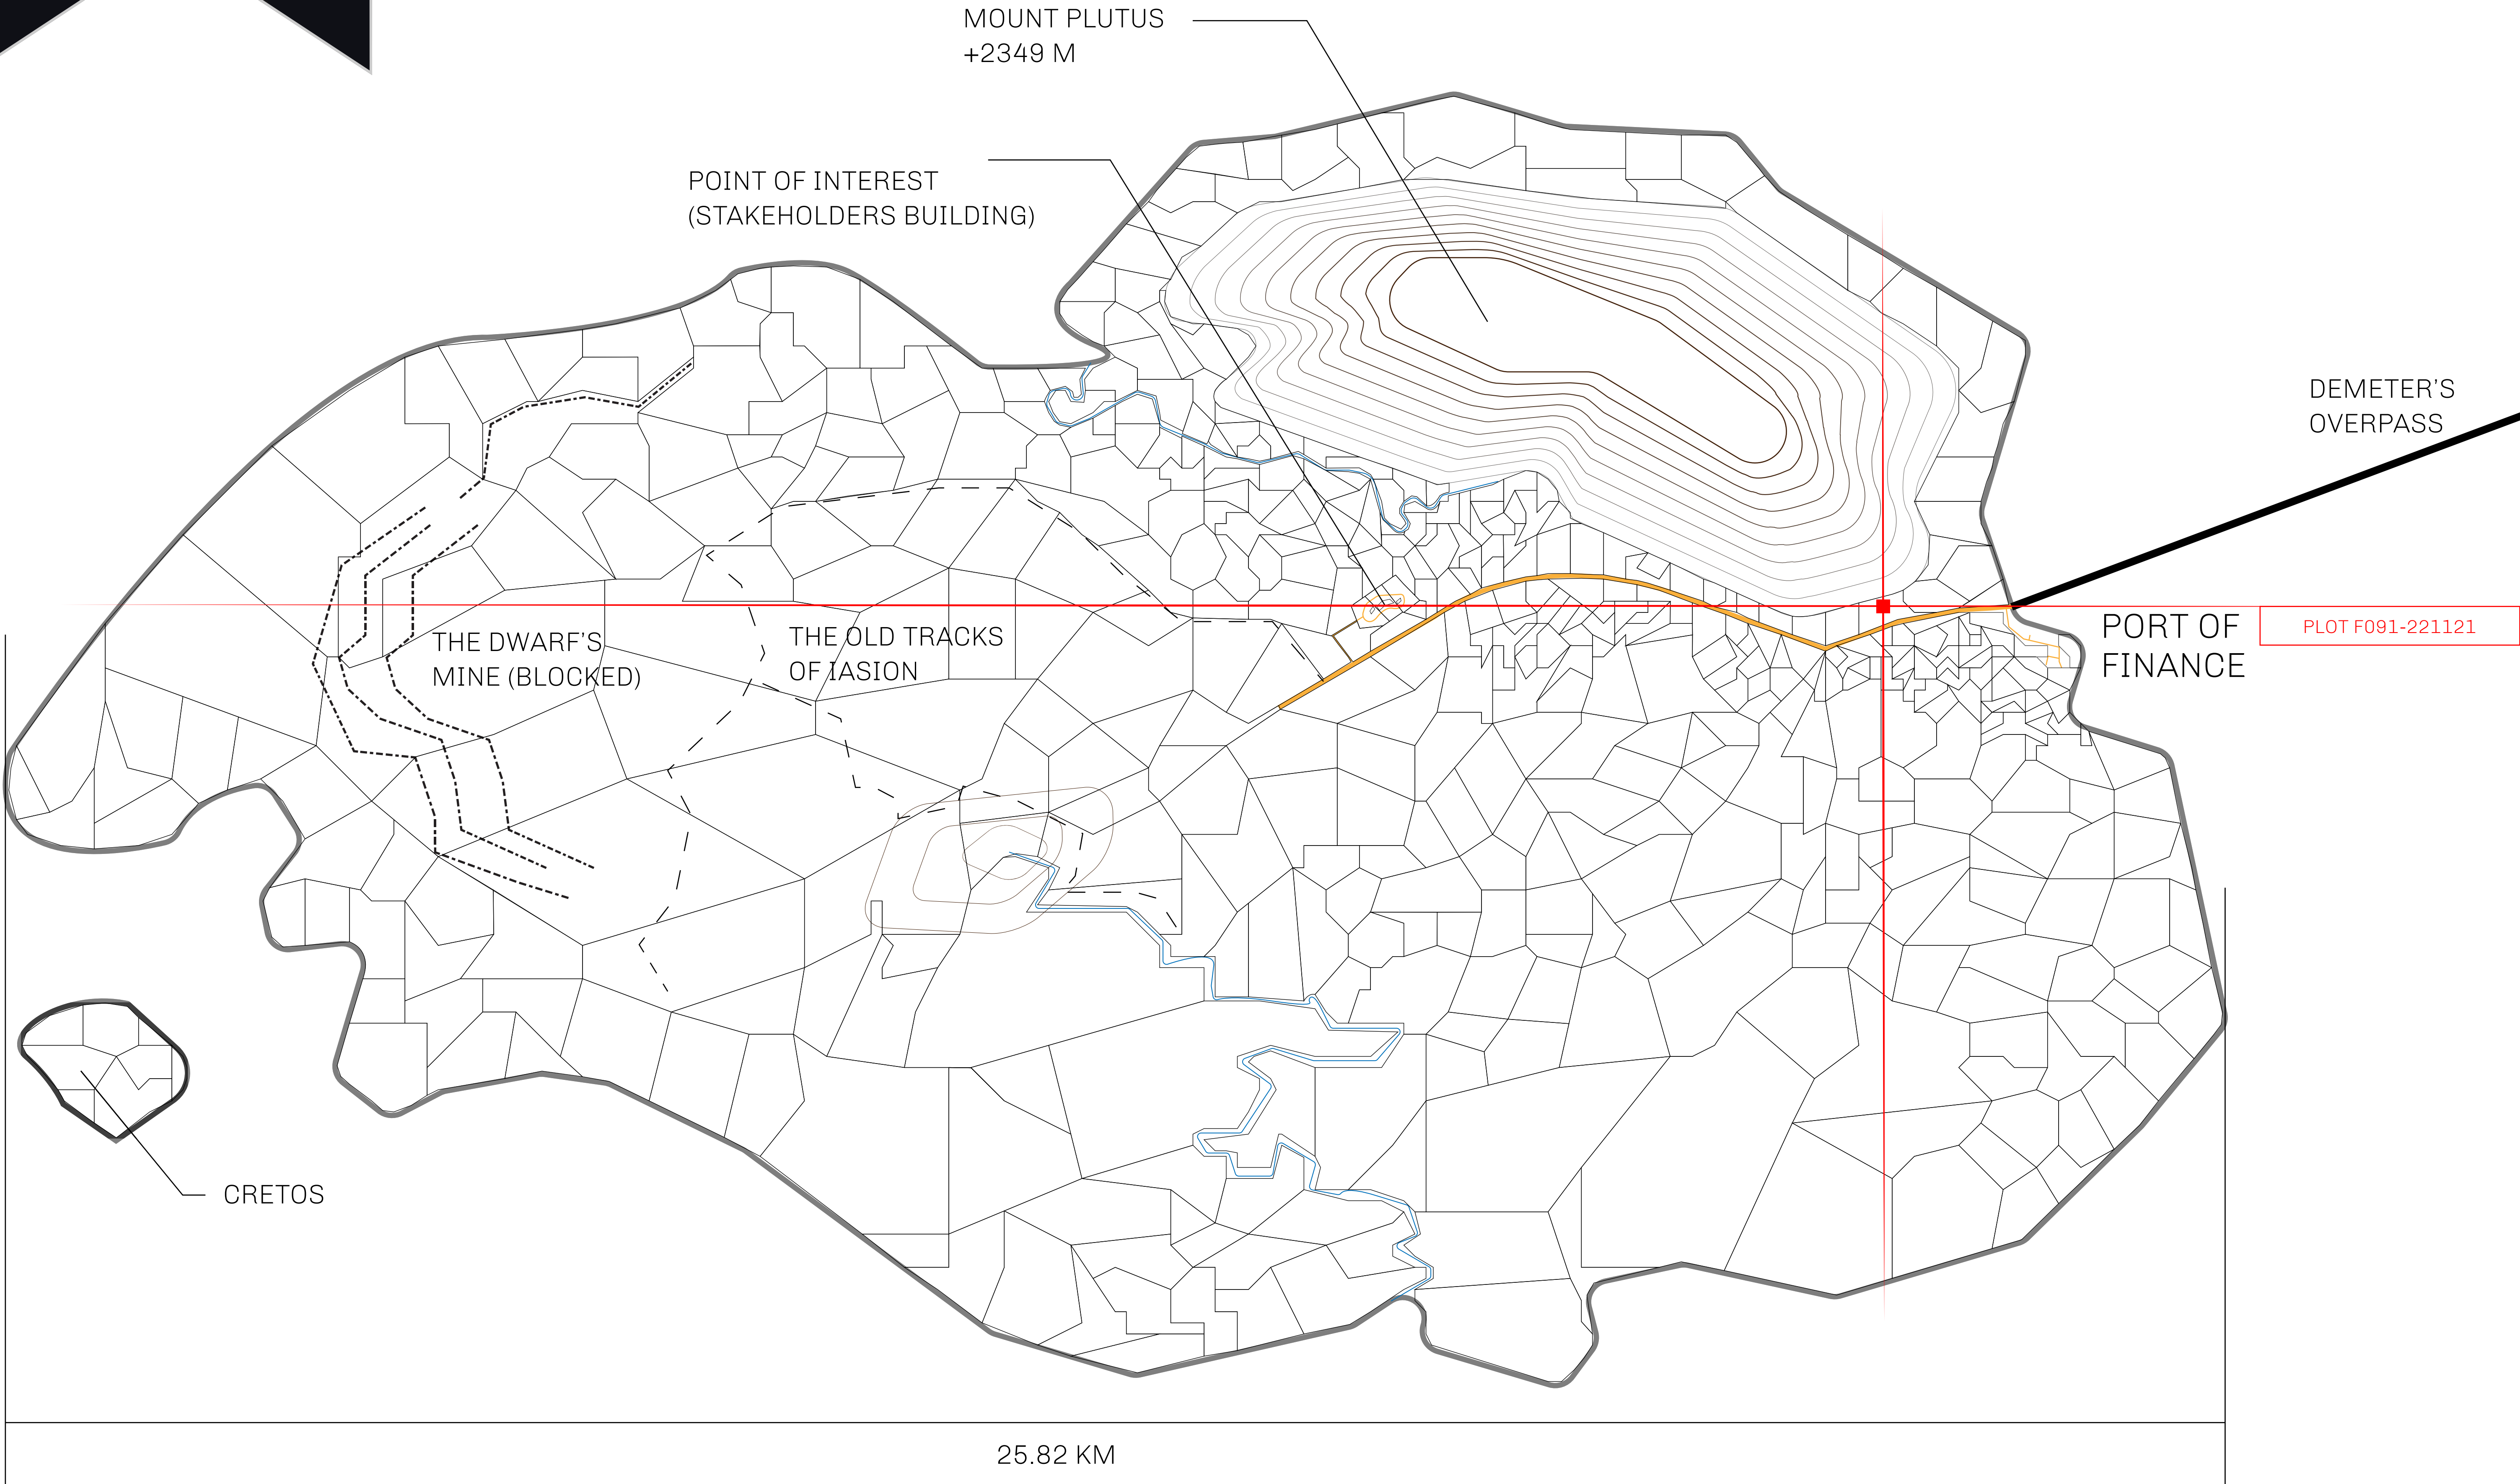 MOUNT PLUTUS
+2349 M
POINT OF INTEREST
(STAKEHOLDERS BUILDING)
DEMETER'S
OVERPASS
PORT OF
FINANCE
PLOT F091-221121
THE DWARF'S
MINE (BLOCKED)
THE OLD TRACKS
OF IASION
CRETOS
25.82 KM